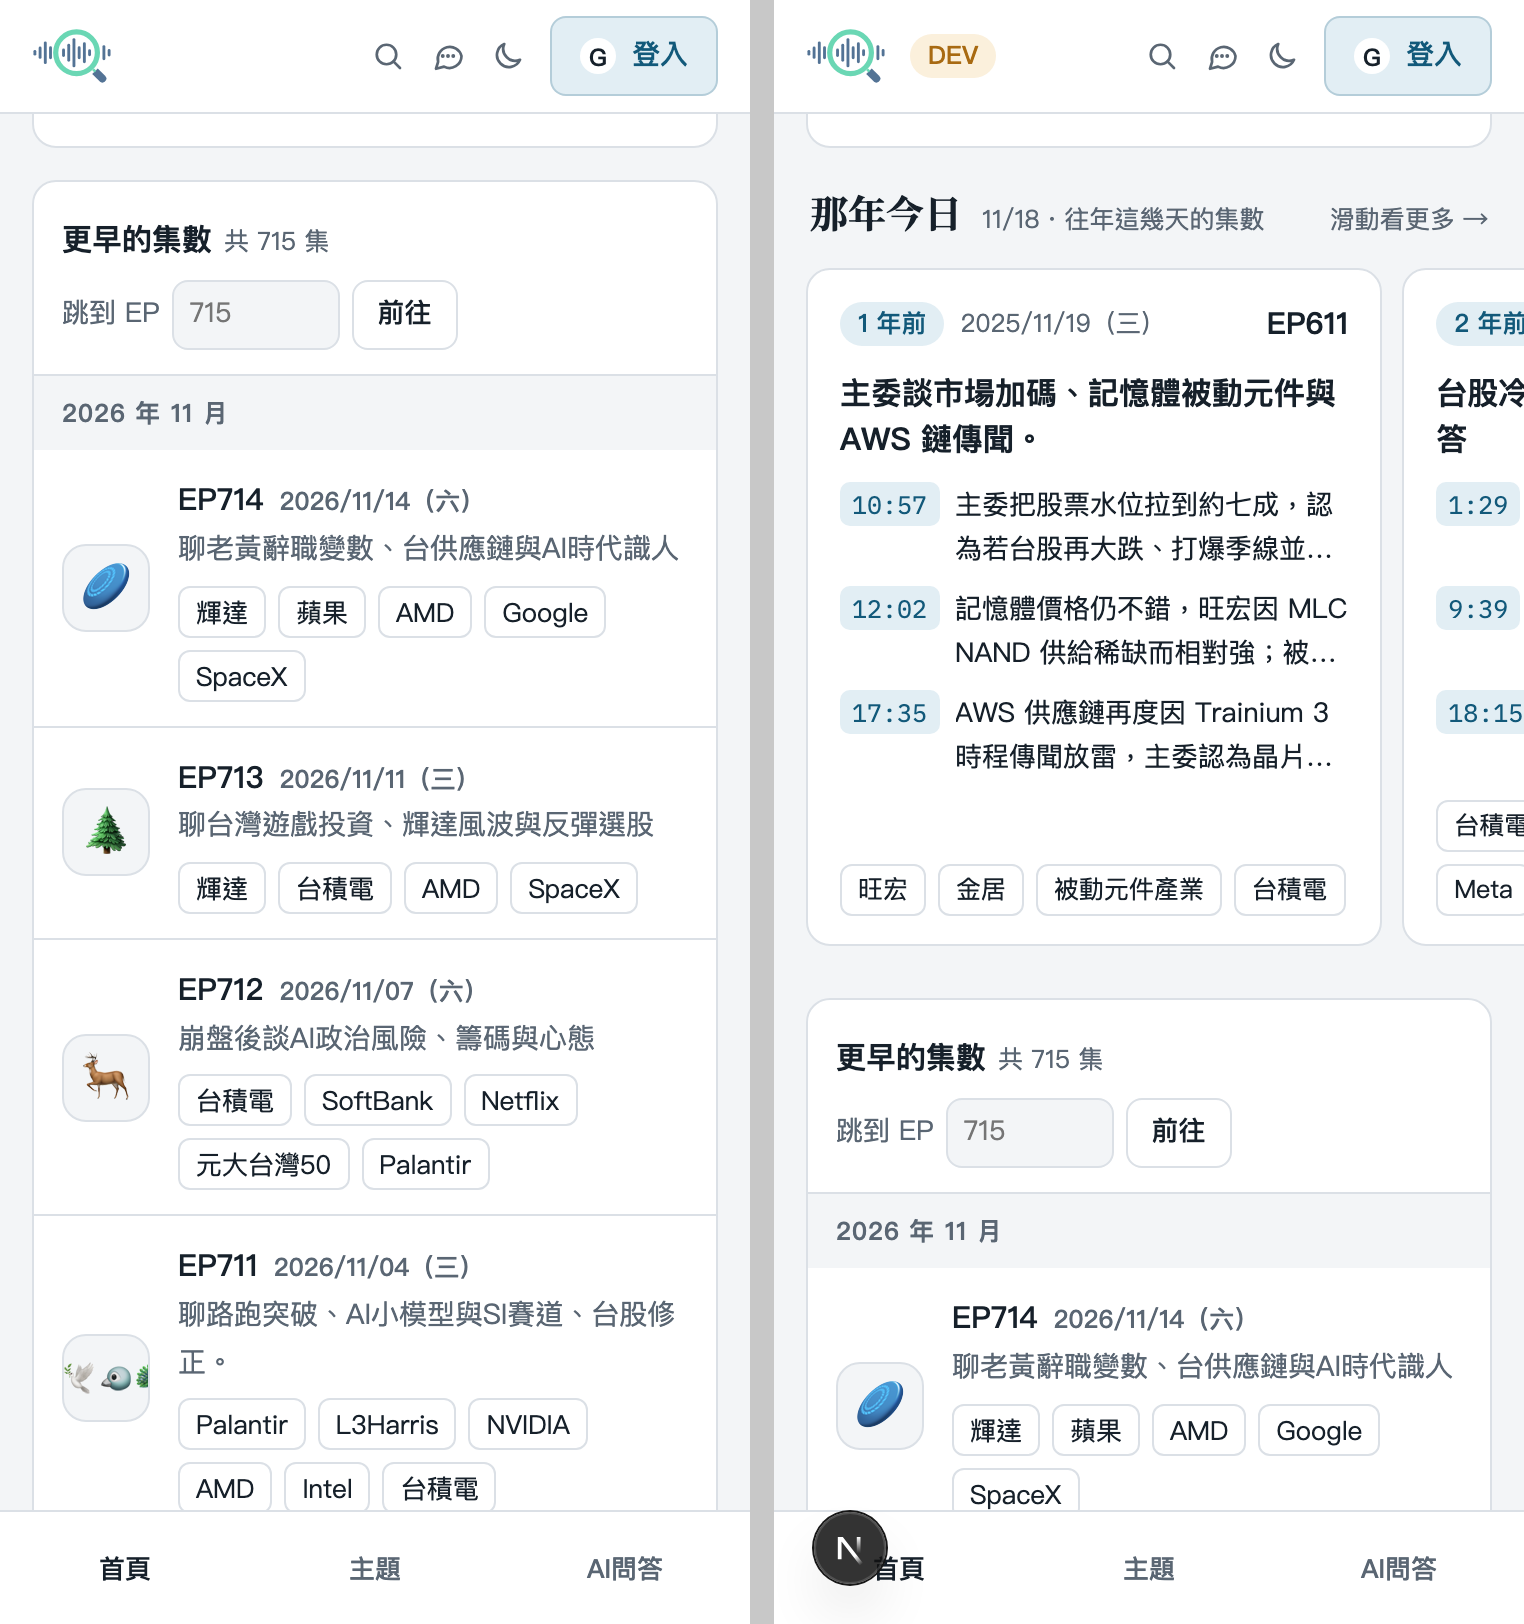 G 登入
更早的集數 共 715 集
跳到 EP 715 前往
2026 年 11 月
EP714 2026/11/14（六）
聊老黃辭職變數、台供應鏈與AI時代識人
輝達 蘋果 AMD Google
SpaceX
EP713 2026/11/11（三）
聊台灣遊戲投資、輝達風波與反彈選股
輝達 台積電 AMD SpaceX
EP712 2026/11/07（六）
崩盤後談AI政治風險、籌碼與心態
台積電 SoftBank Netflix
元大台灣50 Palantir
EP711 2026/11/04（三）
聊路跑突破、AI小模型與SI賽道、台股修
正。
Palantir L3Harris NVIDIA
AMD Intel 台積電
首頁 主題 AI問答
DEV G 登入
那年今日 11/18・往年這幾天的集數 滑動看更多 →
1 年前 2025/11/19（三） EP611
主委談市場加碼、記憶體被動元件與
AWS 鏈傳聞。
10:57 主委把股票水位拉到約七成，認
為若台股再大跌、打爆季線並…
12:02 記憶體價格仍不錯，旺宏因 MLC
NAND 供給稀缺而相對強；被…
17:35 AWS 供應鏈再度因 Trainium 3
時程傳聞放雷，主委認為晶片…
旺宏 金居 被動元件產業 台積電
2 年前
台股冷
答
1:29
9:39
18:15
台積電
Meta
更早的集數 共 715 集
跳到 EP 715 前往
2026 年 11 月
EP714 2026/11/14（六）
聊老黃辭職變數、台供應鏈與AI時代識人
輝達 蘋果 AMD Google
SpaceX
N 首頁 主題 AI問答